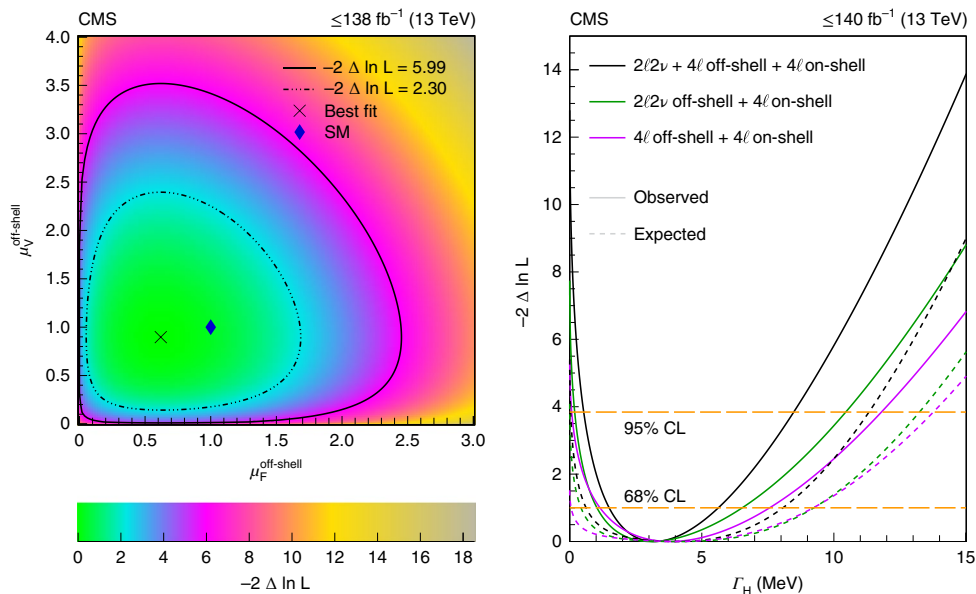 CMS ≤138 fb⁻¹ (13 TeV)
4.0
3.5
3.0
2.5
2.0
1.5
1.0
0.5
0
−2 Δ ln L = 5.99
−2 Δ ln L = 2.30
Best fit
SM
μ_V^off-shell
0 0.5 1.0 1.5 2.0 2.5 3.0
μ_F^off-shell
0 2 4 6 8 10 12 14 16 18
−2 Δ ln L
CMS ≤140 fb⁻¹ (13 TeV)
14
12
10
8
6
4
2
0
−2 Δ ln L
2ℓ2ν + 4ℓ off-shell + 4ℓ on-shell
2ℓ2ν off-shell + 4ℓ on-shell
4ℓ off-shell + 4ℓ on-shell
Observed
Expected
95% CL
68% CL
0 5 10 15
Γ_H (MeV)